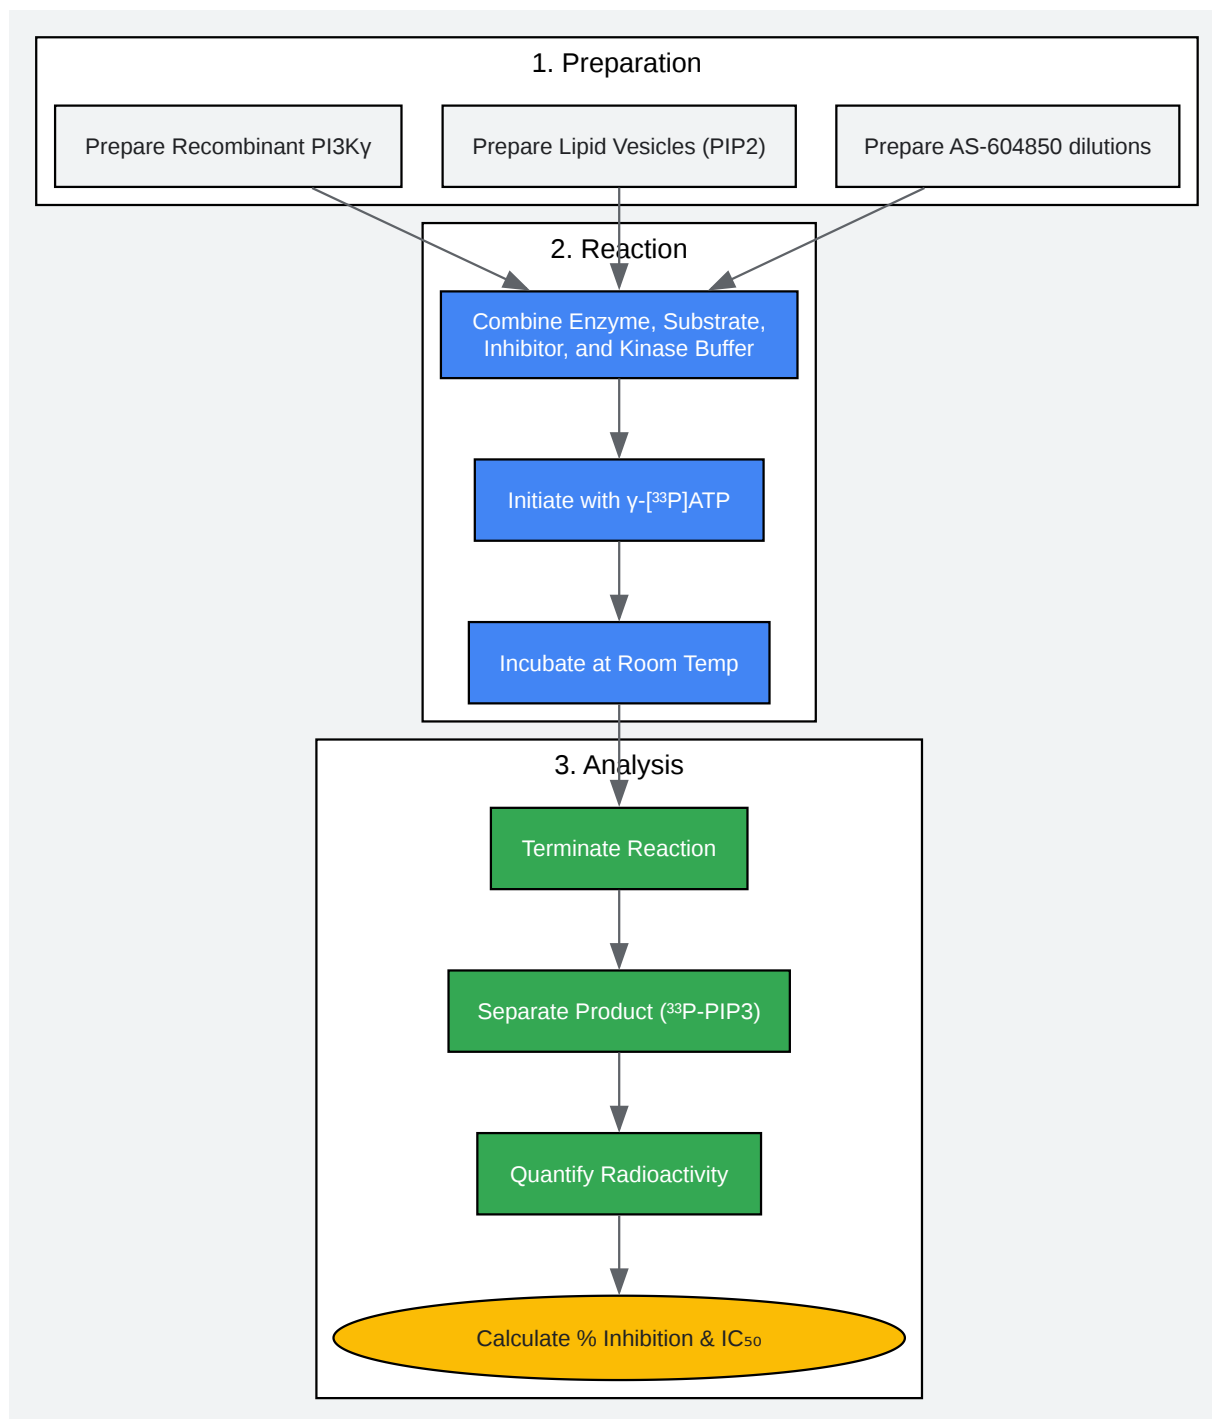 1. Preparation
Prepare Recombinant PI3Kγ
Prepare Lipid Vesicles (PIP2)
Prepare AS-604850 dilutions
2. Reaction
Combine Enzyme, Substrate,
Inhibitor, and Kinase Buffer
Initiate with γ-[³³P]ATP
Incubate at Room Temp
3. Analysis
Terminate Reaction
Separate Product (³³P-PIP3)
Quantify Radioactivity
Calculate % Inhibition & IC₅₀